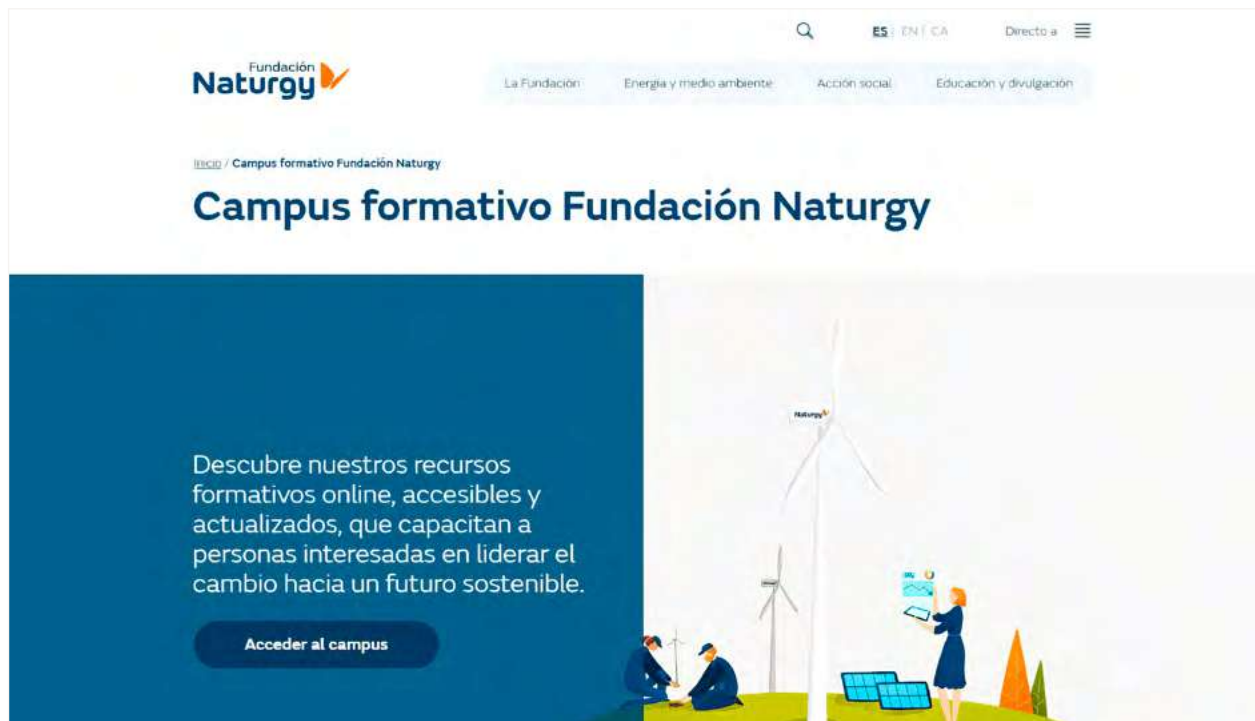 ES | EN | CA
Directo a
Fundación
Naturgy
La Fundación
Energía y medio ambiente
Acción social
Educación y divulgación
Inicio / Campus formativo Fundación Naturgy
Campus formativo Fundación Naturgy
Naturgy
Descubre nuestros recursos
formativos online, accesibles y
actualizados, que capacitan a
personas interesadas en liderar el
cambio hacia un futuro sostenible.
Acceder al campus